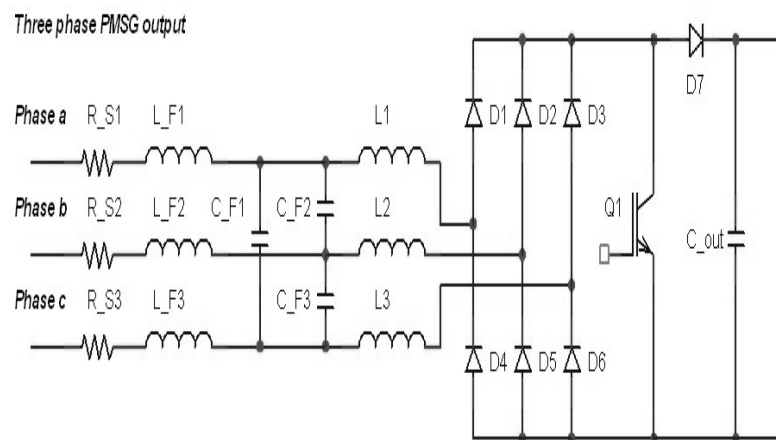 Three phase PMSG output
Phase a R_S1 L_F1 L1 D1 D2 D3 D7
Phase b R_S2 L_F2 C_F1 C_F2 L2 Q1 C_out
Phase c R_S3 L_F3 C_F3 L3 D4 D5 D6